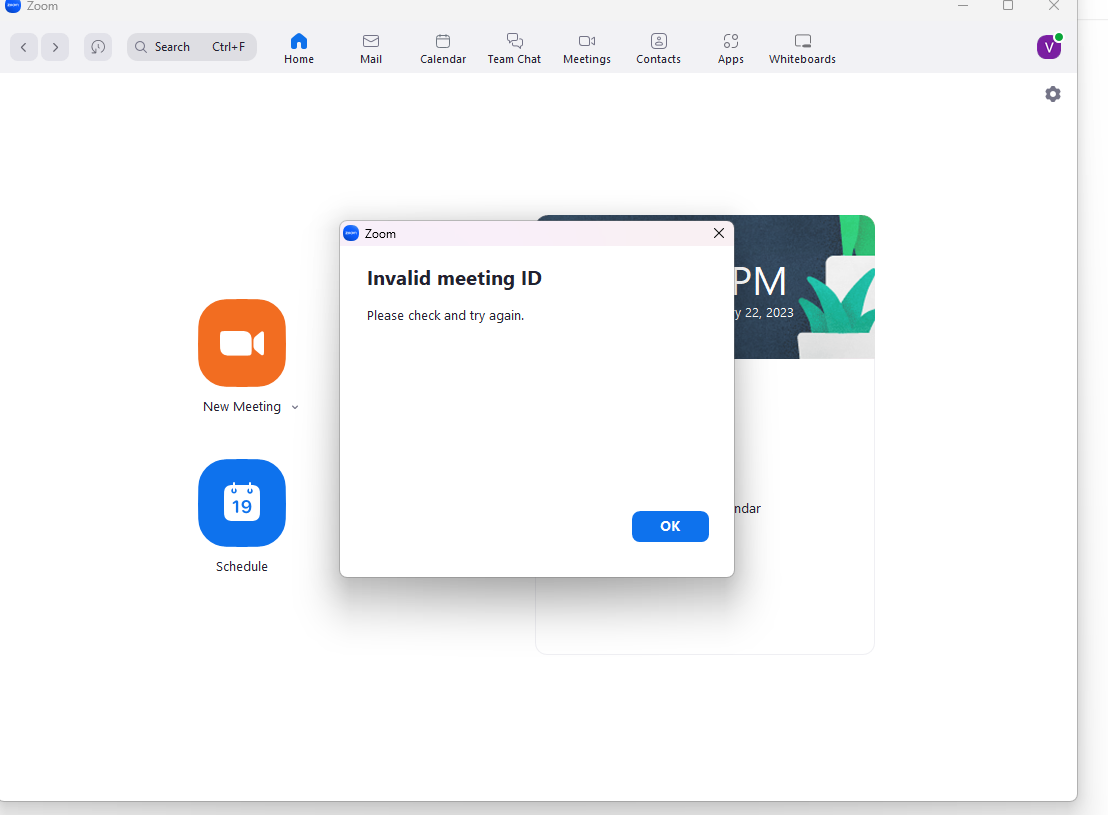 Zoom
Search Ctrl+F
Home
Mail
Calendar
Team Chat
Meetings
Contacts
Apps
Whiteboards
V
Zoom
Invalid meeting ID
Please check and try again.
OK
PM
y 22, 2023
New Meeting
19
Schedule
ndar